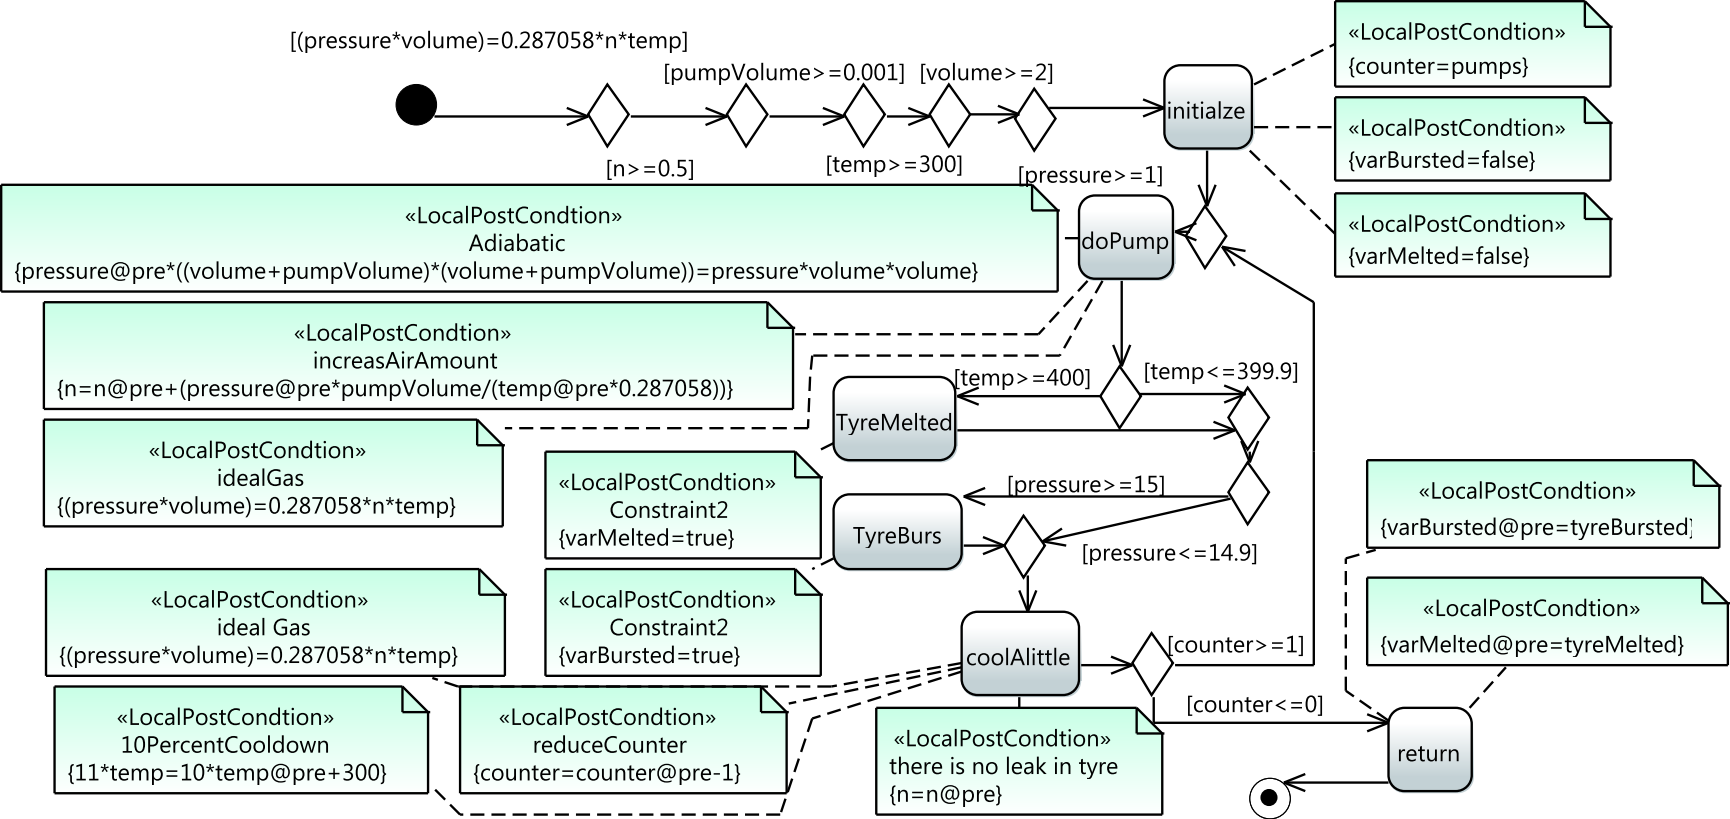 [(pressure*volume)=0.287058*n*temp]
[pumpVolume>=0.001]
[volume>=2]
[n>=0.5]
[temp>=300]
[pressure>=1]
initialze
«LocalPostCondtion»
{counter=pumps}
«LocalPostCondtion»
{varBursted=false}
«LocalPostCondtion»
{varMelted=false}
«LocalPostCondtion»
Adiabatic
{pressure@pre*((volume+pumpVolume)*(volume+pumpVolume))=pressure*volume*volume}
doPump
«LocalPostCondtion»
increasAirAmount
{n=n@pre+(pressure@pre*pumpVolume/(temp@pre*0.287058))}
[temp>=400]
[temp<=399.9]
TyreMelted
«LocalPostCondtion»
idealGas
{(pressure*volume)=0.287058*n*temp}
«LocalPostCondtion»
Constraint2
{varMelted=true}
[pressure>=15]
TyreBurs
[pressure<=14.9]
«LocalPostCondtion»
{varBursted@pre=tyreBursted}
«LocalPostCondtion»
ideal Gas
{(pressure*volume)=0.287058*n*temp}
«LocalPostCondtion»
Constraint2
{varBursted=true}
coolAlittle
[counter>=1]
«LocalPostCondtion»
{varMelted@pre=tyreMelted}
[counter<=0]
«LocalPostCondtion»
10PercentCooldown
{11*temp=10*temp@pre+300}
«LocalPostCondtion»
reduceCounter
{counter=counter@pre-1}
«LocalPostCondtion»
there is no leak in tyre
{n=n@pre}
return